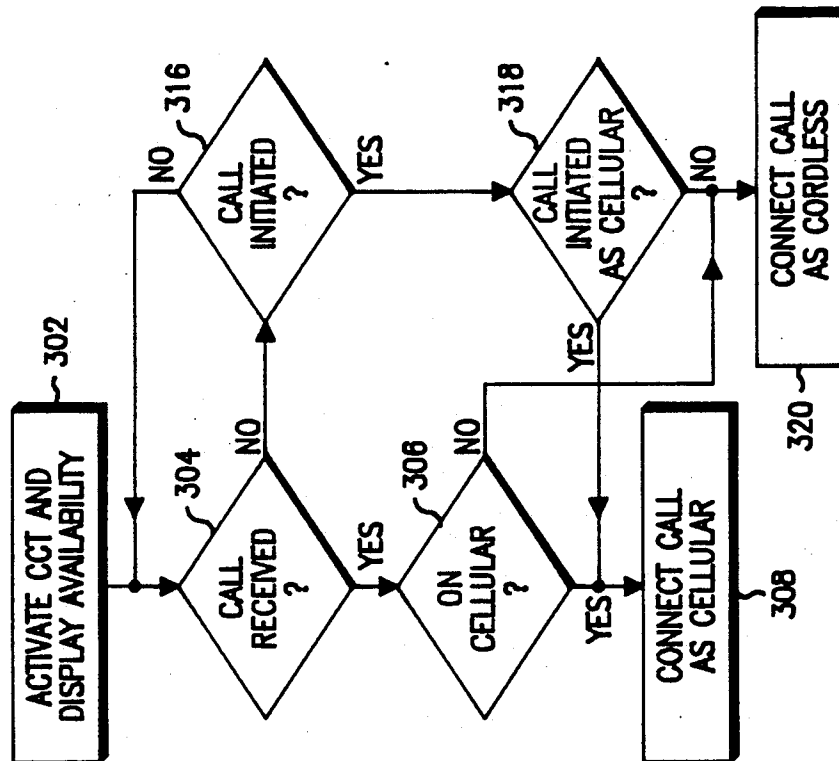 ACTIVATE CCT AND
DISPLAY AVAILABILITY
302
CALL
RECEIVED
?
304
NO
YES
CALL
INITIATED
?
316
NO
YES
ON
CELLULAR
?
306
NO
YES
CALL
INITIATED
AS CELLULAR
?
318
YES
NO
CONNECT CALL
AS CELLULAR
308
CONNECT CALL
AS CORDLESS
320